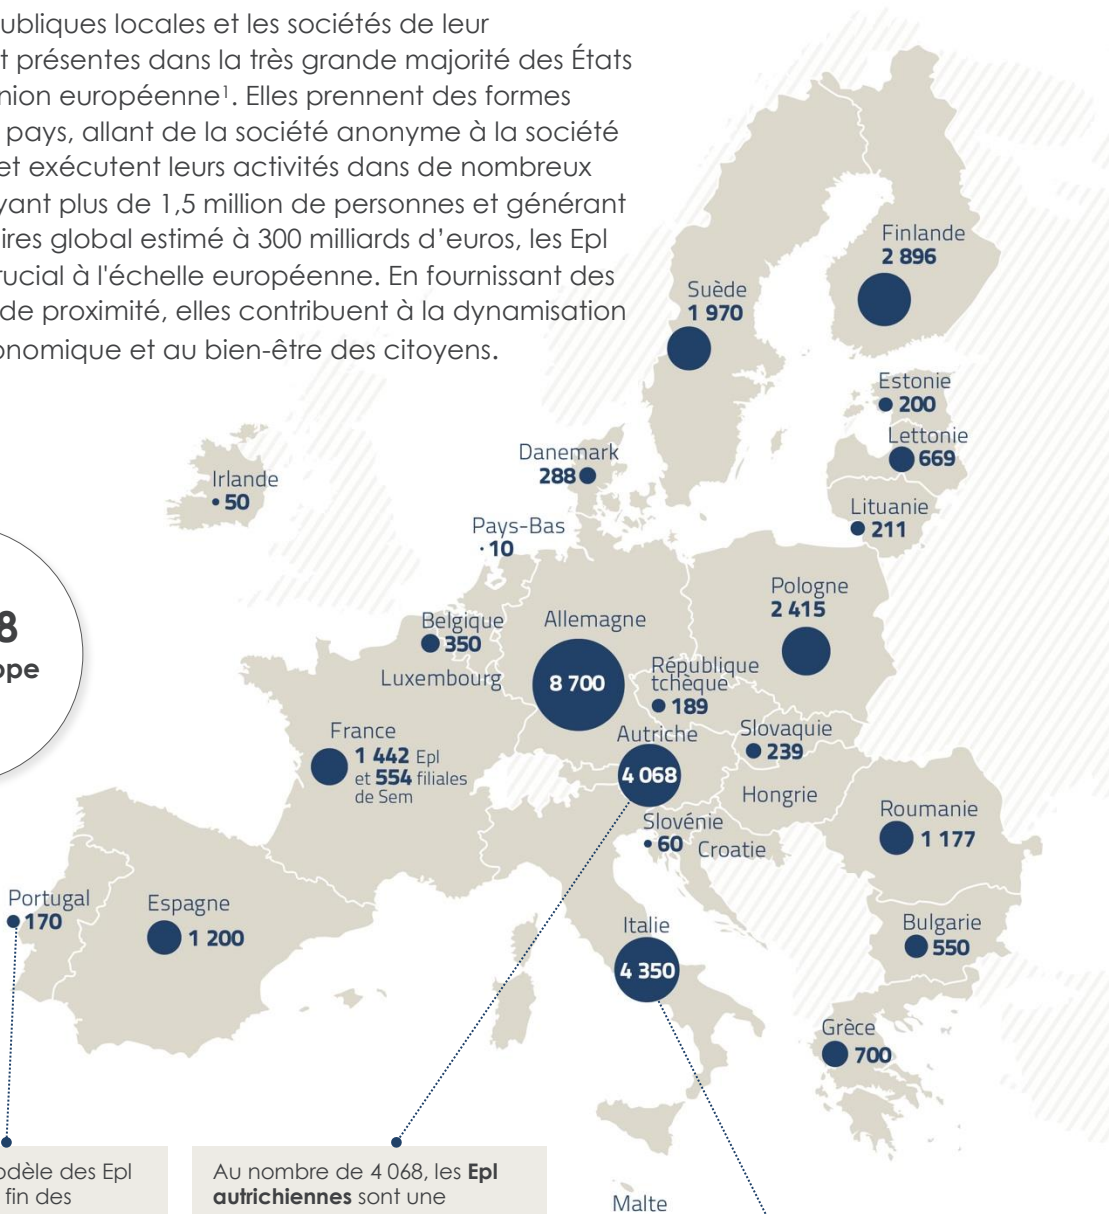 ubliques locales et les sociétés de leur
t présentes dans la très grande majorité des États
nion européenne¹. Elles prennent des formes
pays, allant de la société anonyme à la société
et exécutent leurs activités dans de nombreux
yant plus de 1,5 million de personnes et générant
ires global estimé à 300 milliards d’euros, les Epl
rucial à l'échelle européenne. En fournissant des
de proximité, elles contribuent à la dynamisation
onomique et au bien-être des citoyens.
Finlande
2 896
Suède
1 970
Estonie
200
Lettonie
669
Lituanie
211
Danemark
288
Irlande
50
Pays-Bas
10
8
ope
Pologne
2 415
Belgique
350
Allemagne
8 700
Luxembourg
République
tchèque
189
France
1 442 Epl
et 554 filiales
de Sem
Autriche
4 068
Slovaquie
239
Hongrie
Slovénie
60
Croatie
Roumanie
1 177
Portugal
170
Espagne
1 200
Italie
4 350
Bulgarie
550
Grèce
700
odèle des Epl
fin des
Au nombre de 4 068, les Epl
autrichiennes sont une
Malte